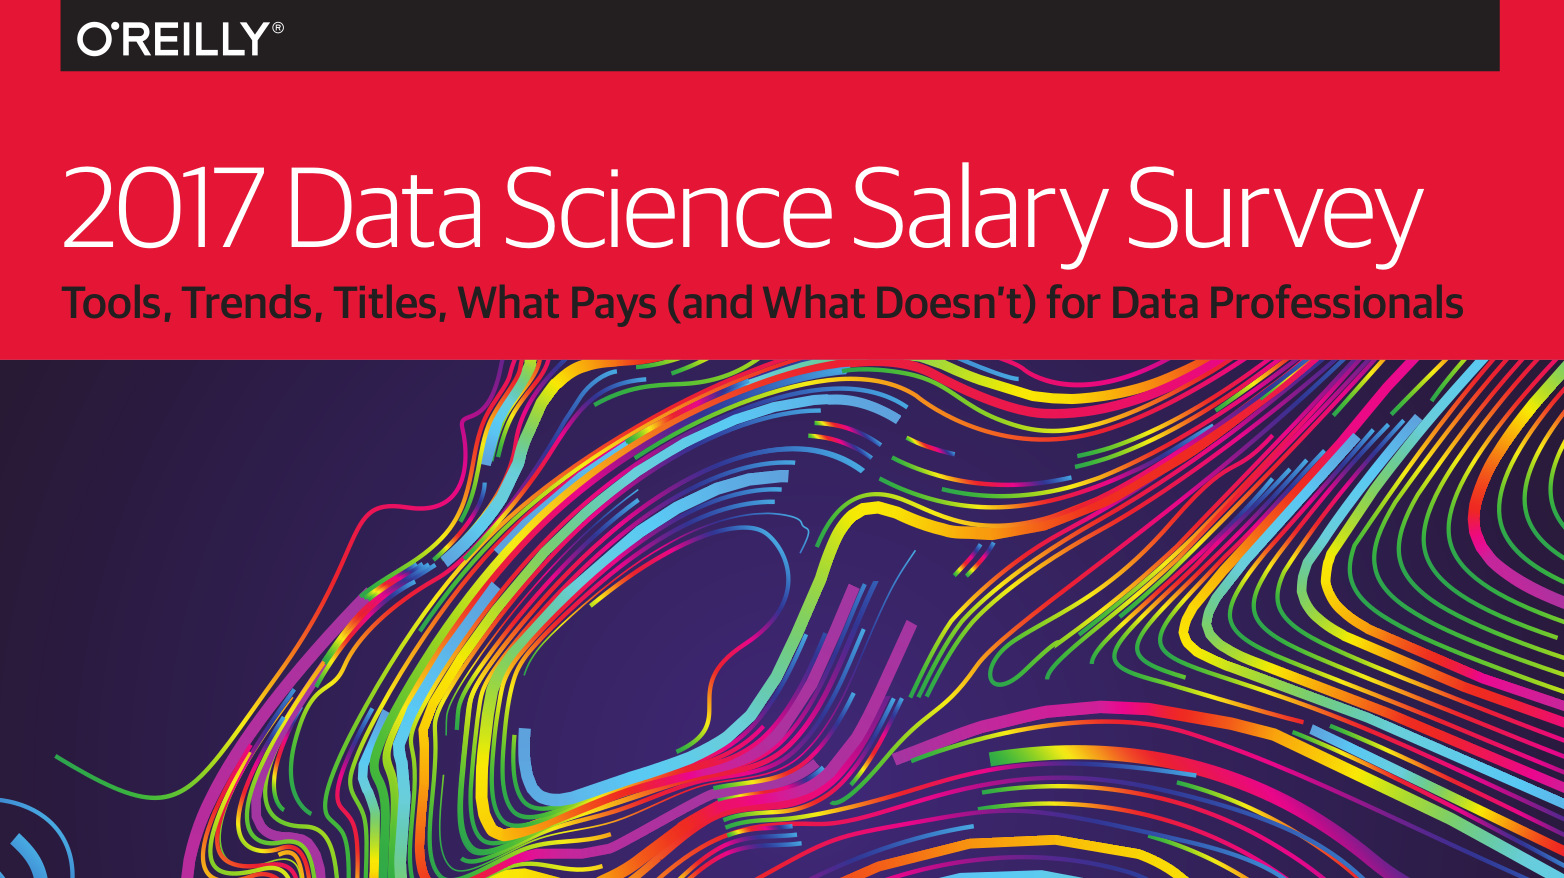 O'REILLY®
2017 Data Science Salary Survey
Tools, Trends, Titles, What Pays (and What Doesn't) for Data Professionals